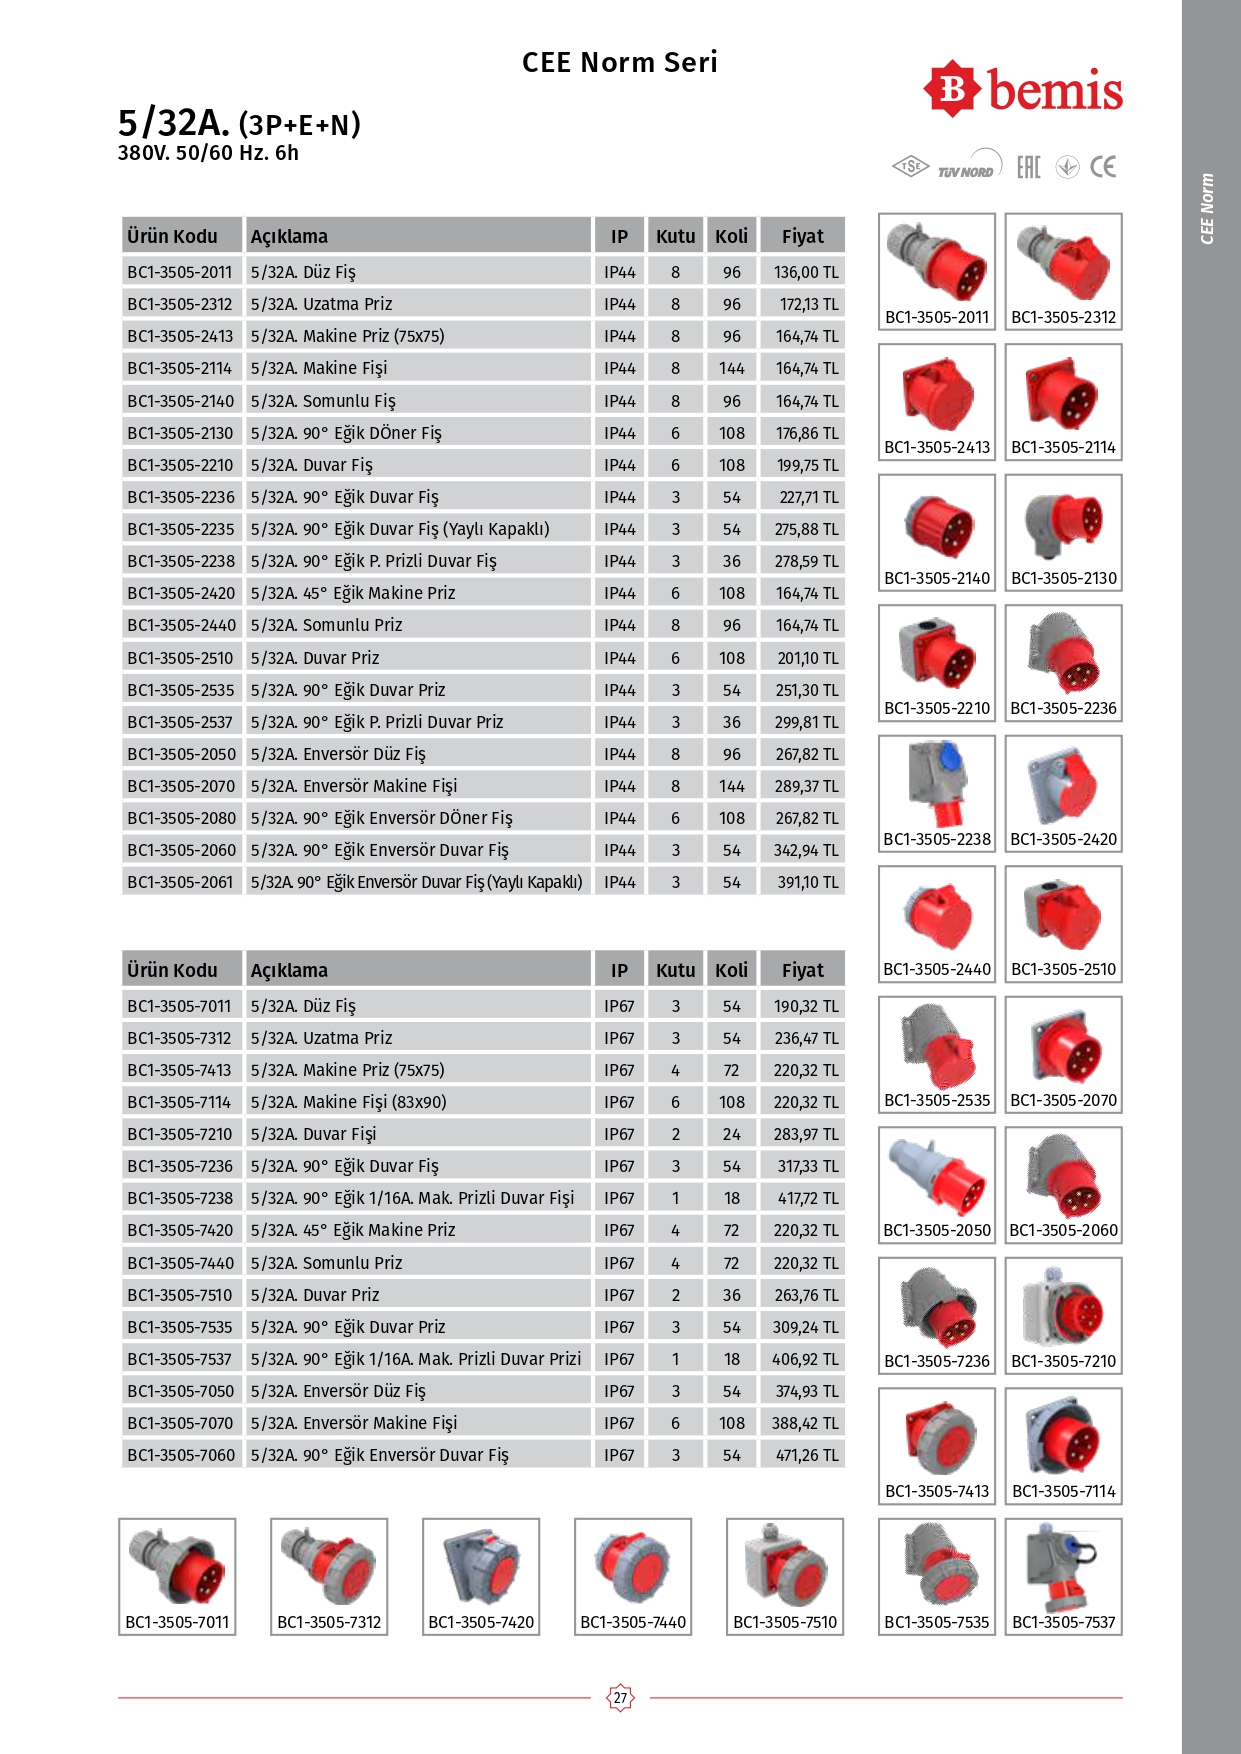 CEE Norm Seri
B bemis
5/32A. (3P+E+N)
380V. 50/60 Hz. 6h
TSE TÜV NORD EAC CE
CEE Norm
Ürün Kodu Açıklama IP Kutu Koli Fiyat
BC1-3505-2011 5/32A. Düz Fiş IP44 8 96 136,00 TL
BC1-3505-2312 5/32A. Uzatma Priz IP44 8 96 172,13 TL
BC1-3505-2413 5/32A. Makine Priz (75x75) IP44 8 96 164,74 TL
BC1-3505-2114 5/32A. Makine Fişi IP44 8 144 164,74 TL
BC1-3505-2140 5/32A. Somunlu Fiş IP44 8 96 164,74 TL
BC1-3505-2130 5/32A. 90° Eğik DÖner Fiş IP44 6 108 176,86 TL
BC1-3505-2210 5/32A. Duvar Fiş IP44 6 108 199,75 TL
BC1-3505-2236 5/32A. 90° Eğik Duvar Fiş IP44 3 54 227,71 TL
BC1-3505-2235 5/32A. 90° Eğik Duvar Fiş (Yaylı Kapaklı) IP44 3 54 275,88 TL
BC1-3505-2238 5/32A. 90° Eğik P. Prizli Duvar Fiş IP44 3 36 278,59 TL
BC1-3505-2420 5/32A. 45° Eğik Makine Priz IP44 6 108 164,74 TL
BC1-3505-2440 5/32A. Somunlu Priz IP44 8 96 164,74 TL
BC1-3505-2510 5/32A. Duvar Priz IP44 6 108 201,10 TL
BC1-3505-2535 5/32A. 90° Eğik Duvar Priz IP44 3 54 251,30 TL
BC1-3505-2537 5/32A. 90° Eğik P. Prizli Duvar Priz IP44 3 36 299,81 TL
BC1-3505-2050 5/32A. Enversör Düz Fiş IP44 8 96 267,82 TL
BC1-3505-2070 5/32A. Enversör Makine Fişi IP44 8 144 289,37 TL
BC1-3505-2080 5/32A. 90° Eğik Enversör DÖner Fiş IP44 6 108 267,82 TL
BC1-3505-2060 5/32A. 90° Eğik Enversör Duvar Fiş IP44 3 54 342,94 TL
BC1-3505-2061 5/32A. 90° Eğik Enversör Duvar Fiş (Yaylı Kapaklı) IP44 3 54 391,10 TL
Ürün Kodu Açıklama IP Kutu Koli Fiyat
BC1-3505-7011 5/32A. Düz Fiş IP67 3 54 190,32 TL
BC1-3505-7312 5/32A. Uzatma Priz IP67 3 54 236,47 TL
BC1-3505-7413 5/32A. Makine Priz (75x75) IP67 4 72 220,32 TL
BC1-3505-7114 5/32A. Makine Fişi (83x90) IP67 6 108 220,32 TL
BC1-3505-7210 5/32A. Duvar Fişi IP67 2 24 283,97 TL
BC1-3505-7236 5/32A. 90° Eğik Duvar Fiş IP67 3 54 317,33 TL
BC1-3505-7238 5/32A. 90° Eğik 1/16A. Mak. Prizli Duvar Fişi IP67 1 18 417,72 TL
BC1-3505-7420 5/32A. 45° Eğik Makine Priz IP67 4 72 220,32 TL
BC1-3505-7440 5/32A. Somunlu Priz IP67 4 72 220,32 TL
BC1-3505-7510 5/32A. Duvar Priz IP67 2 36 263,76 TL
BC1-3505-7535 5/32A. 90° Eğik Duvar Priz IP67 3 54 309,24 TL
BC1-3505-7537 5/32A. 90° Eğik 1/16A. Mak. Prizli Duvar Prizi IP67 1 18 406,92 TL
BC1-3505-7050 5/32A. Enversör Düz Fiş IP67 3 54 374,93 TL
BC1-3505-7070 5/32A. Enversör Makine Fişi IP67 6 108 388,42 TL
BC1-3505-7060 5/32A. 90° Eğik Enversör Duvar Fiş IP67 3 54 471,26 TL
BC1-3505-2011 BC1-3505-2312
BC1-3505-2413 BC1-3505-2114
BC1-3505-2140 BC1-3505-2130
BC1-3505-2210 BC1-3505-2236
BC1-3505-2238 BC1-3505-2420
BC1-3505-2440 BC1-3505-2510
BC1-3505-2535 BC1-3505-2070
BC1-3505-2050 BC1-3505-2060
BC1-3505-7236 BC1-3505-7210
BC1-3505-7413 BC1-3505-7114
BC1-3505-7011 BC1-3505-7312 BC1-3505-7420 BC1-3505-7440 BC1-3505-7510 BC1-3505-7535 BC1-3505-7537
27